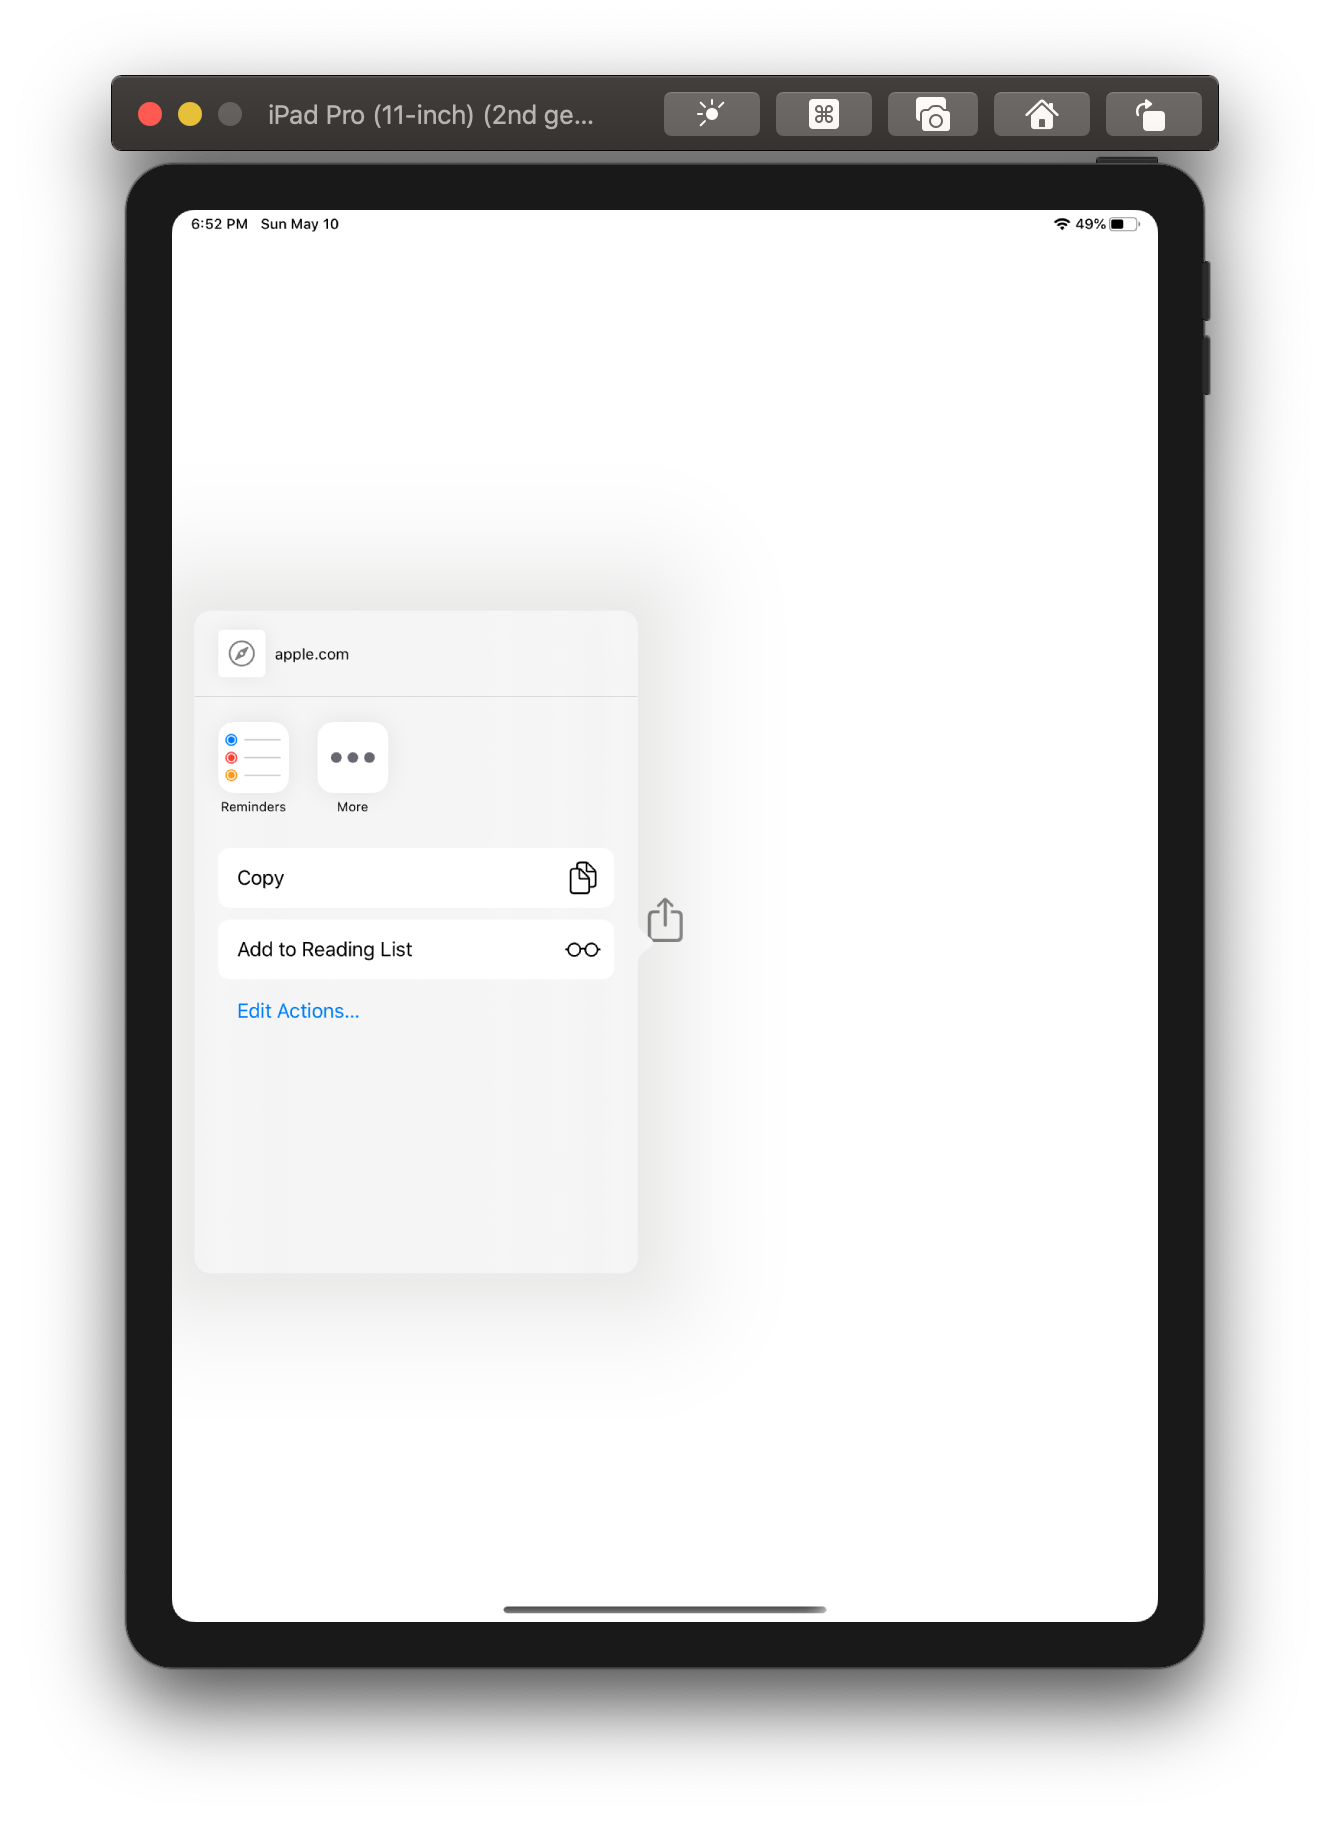 iPad Pro (11-inch) (2nd ge...
6:52 PM Sun May 10
49%
apple.com
Reminders
More
Copy
Add to Reading List
Edit Actions...